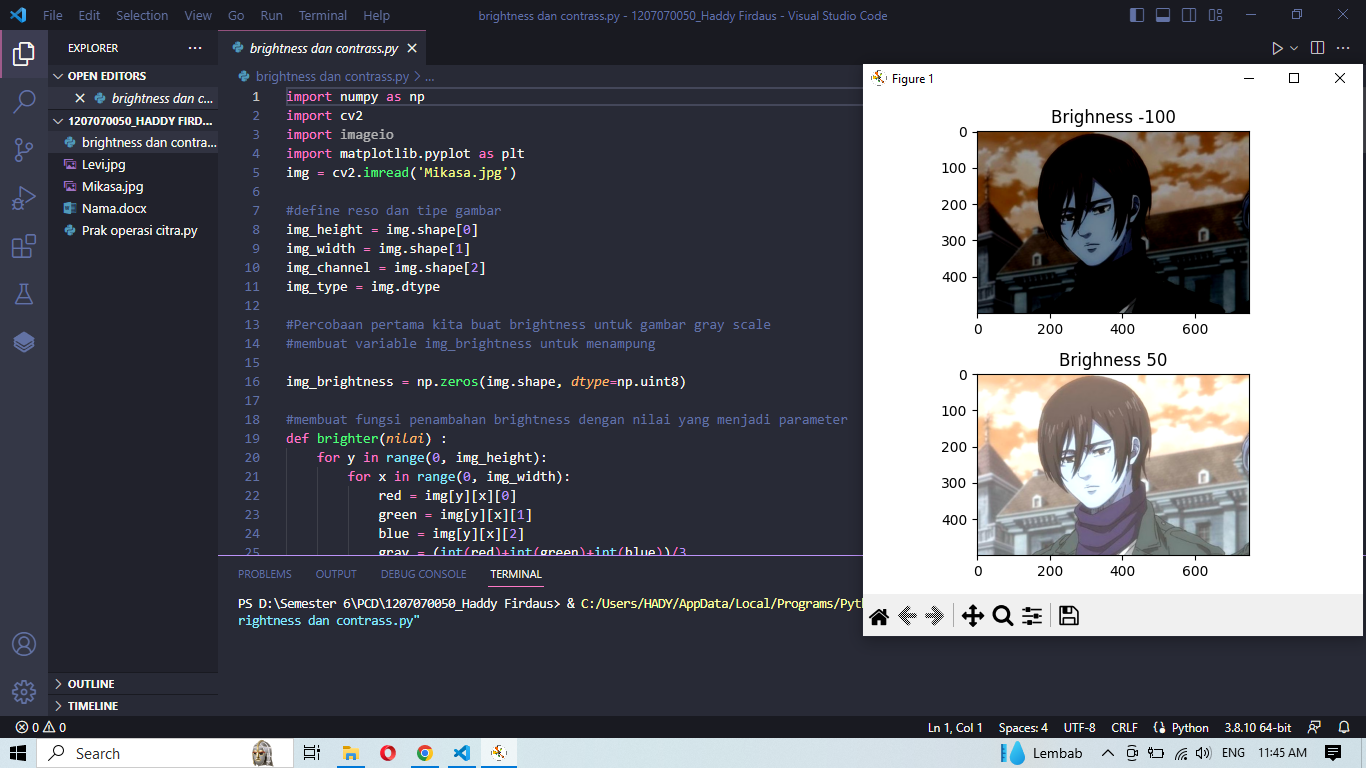 File Edit Selection View Go Run Terminal Help
brightness dan contrass.py - 1207070050_Haddy Firdaus - Visual Studio Code
EXPLORER
OPEN EDITORS
brightness dan c...
1207070050_HADDY FIRD...
brightness dan contra...
Levi.jpg
Mikasa.jpg
Nama.docx
Prak operasi citra.py
OUTLINE
TIMELINE
brightness dan contrass.py
brightness dan contrass.py > ...
1 import numpy as np
2 import cv2
3 import imageio
4 import matplotlib.pyplot as plt
5 img = cv2.imread('Mikasa.jpg')
6
7 #define reso dan tipe gambar
8 img_height = img.shape[0]
9 img_width = img.shape[1]
10 img_channel = img.shape[2]
11 img_type = img.dtype
12
13 #Percobaan pertama kita buat brightness untuk gambar gray scale
14 #membuat variable img_brightness untuk menampung
15
16 img_brightness = np.zeros(img.shape, dtype=np.uint8)
17
18 #membuat fungsi penambahan brightness dengan nilai yang menjadi parameter
19 def brighter(nilai) :
20 for y in range(0, img_height):
21 for x in range(0, img_width):
22 red = img[y][x][0]
23 green = img[y][x][1]
24 blue = img[y][x][2]
25 gray = (int(red)+int(green)+int(blue))/3
PROBLEMS OUTPUT DEBUG CONSOLE TERMINAL
PS D:\Semester 6\PCD\1207070050_Haddy Firdaus> & C:/Users/HADY/AppData/Local/Programs/Pyth
rightness dan contrass.py"
Figure 1
Brighness -100
0
100
200
300
400
0 200 400 600
Brighness 50
0
100
200
300
400
0 200 400 600
0 0
Ln 1, Col 1 Spaces: 4 UTF-8 CRLF Python 3.8.10 64-bit
Search
Lembab
ENG 11:45 AM